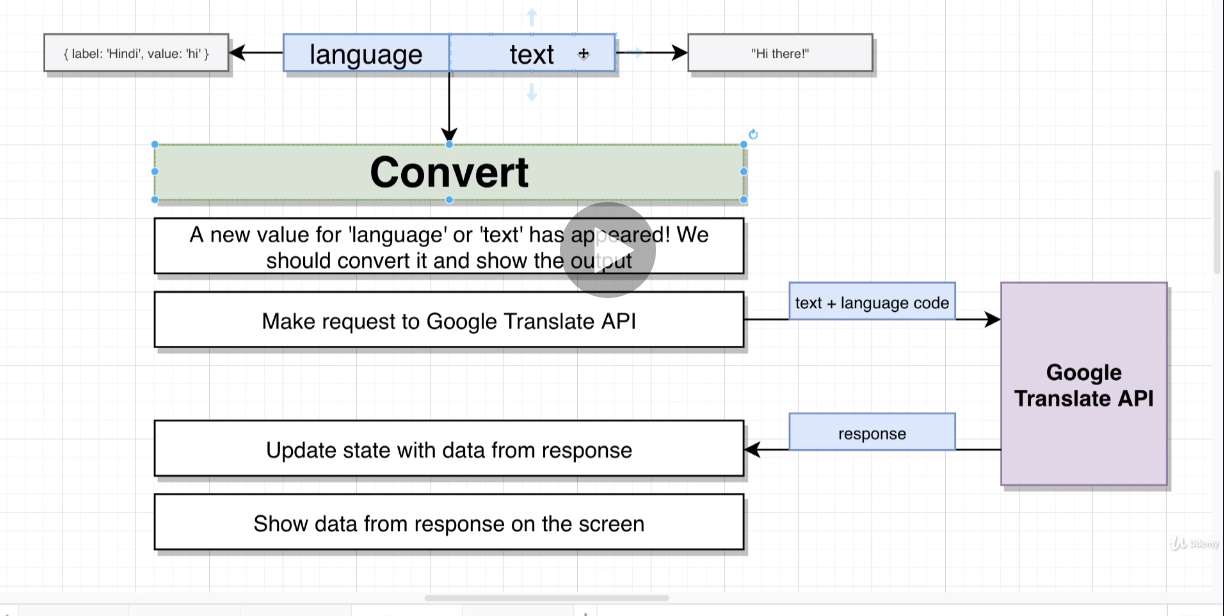 { label: 'Hindi', value: 'hi' }
language
text
"Hi there!"
Convert
A new value for 'language' or 'text' has appeared! We
should convert it and show the output
Make request to Google Translate API
text + language code
Google
Translate API
response
Update state with data from response
Show data from response on the screen
Udemy